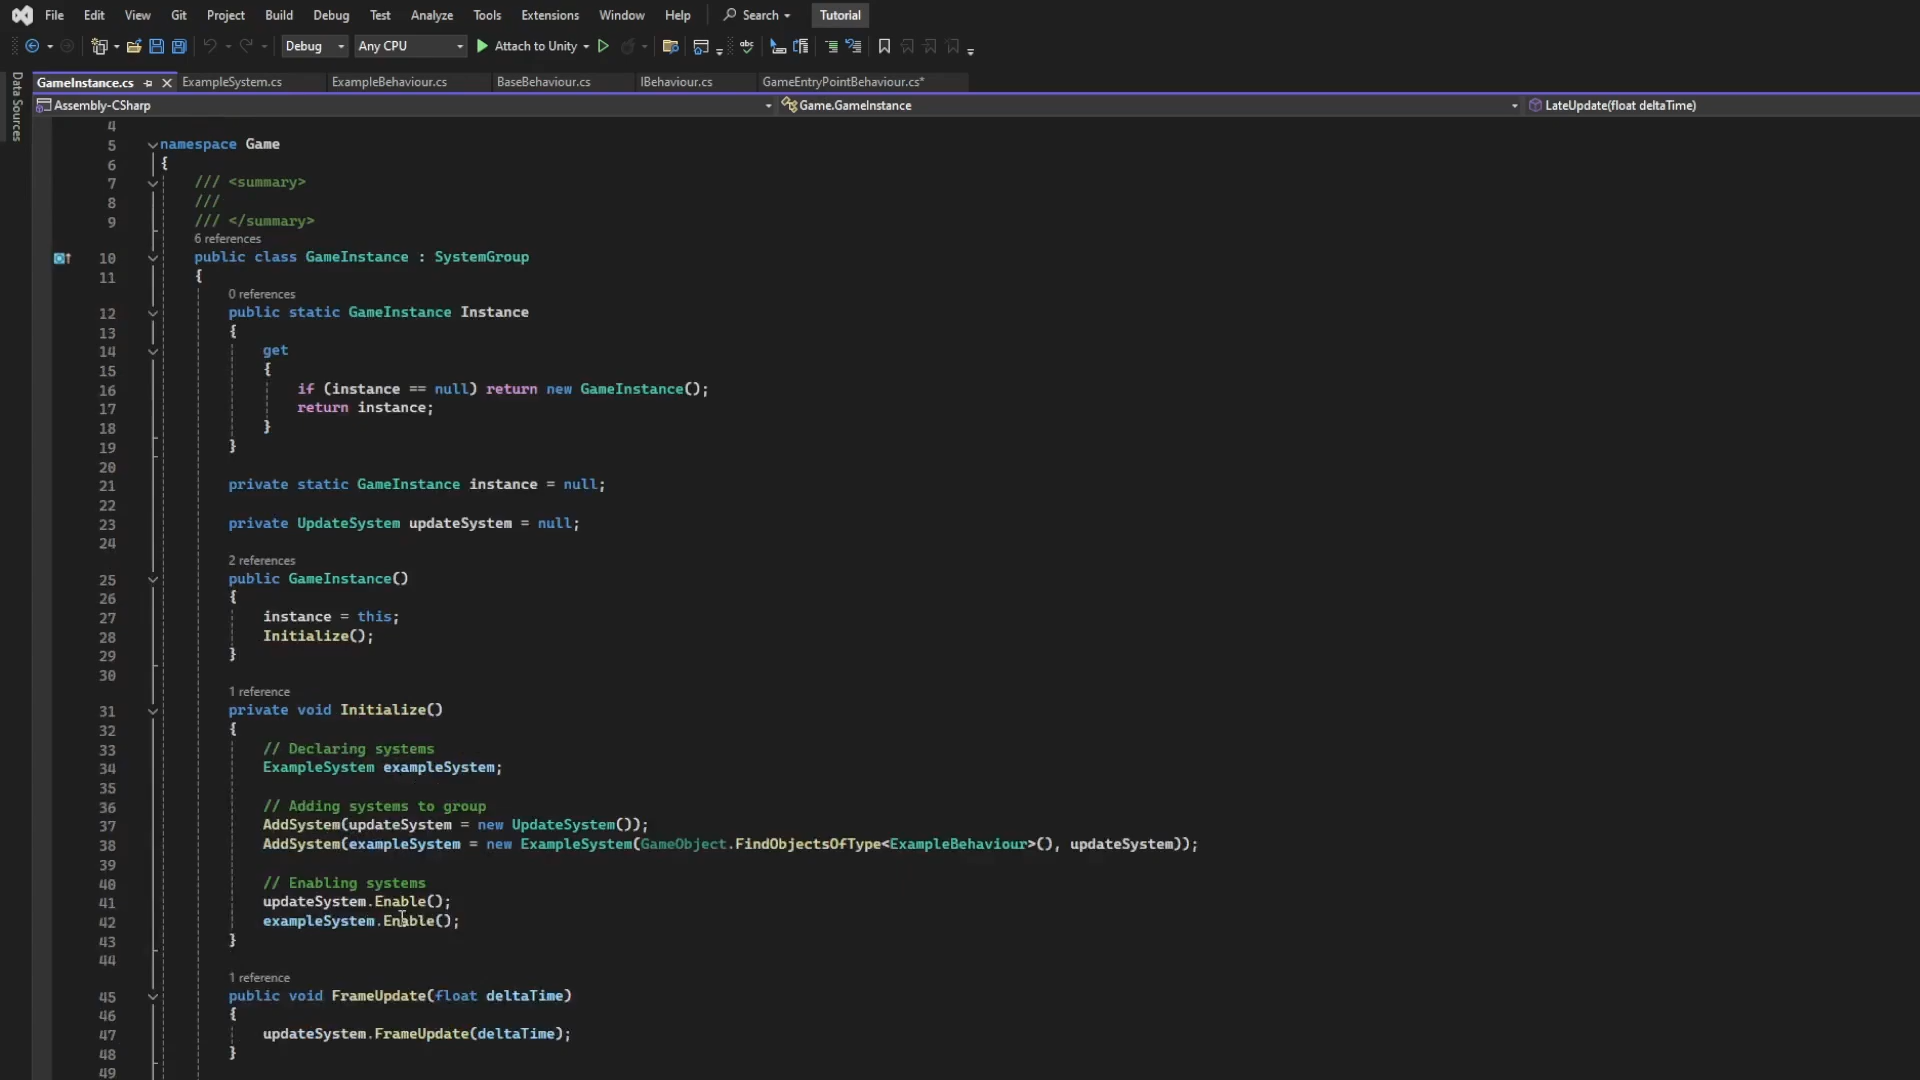 File Edit View Git Project Build Debug Test Analyze Tools Extensions Window Help Search Tutorial
Debug Any CPU Attach to Unity
Data Sources
GameInstance.cs ExampleSystem.cs ExampleBehaviour.cs BaseBehaviour.cs IBehaviour.cs GameEntryPointBehaviour.cs*
Assembly-CSharp Game.GameInstance LateUpdate(float deltaTime)
4
5 namespace Game
6 {
7 /// <summary>
8 ///
9 /// </summary>
6 references
10 public class GameInstance : SystemGroup
11 {
0 references
12 public static GameInstance Instance
13 {
14 get
15 {
16 if (instance == null) return new GameInstance();
17 return instance;
18 }
19 }
20
21 private static GameInstance instance = null;
22
23 private UpdateSystem updateSystem = null;
24
2 references
25 public GameInstance()
26 {
27 instance = this;
28 Initialize();
29 }
30
1 reference
31 private void Initialize()
32 {
33 // Declaring systems
34 ExampleSystem exampleSystem;
35
36 // Adding systems to group
37 AddSystem(updateSystem = new UpdateSystem());
38 AddSystem(exampleSystem = new ExampleSystem(GameObject.FindObjectsOfType<ExampleBehaviour>(), updateSystem));
39
40 // Enabling systems
41 updateSystem.Enable();
42 exampleSystem.Enable();
43 }
44
1 reference
45 public void FrameUpdate(float deltaTime)
46 {
47 updateSystem.FrameUpdate(deltaTime);
48 }
49